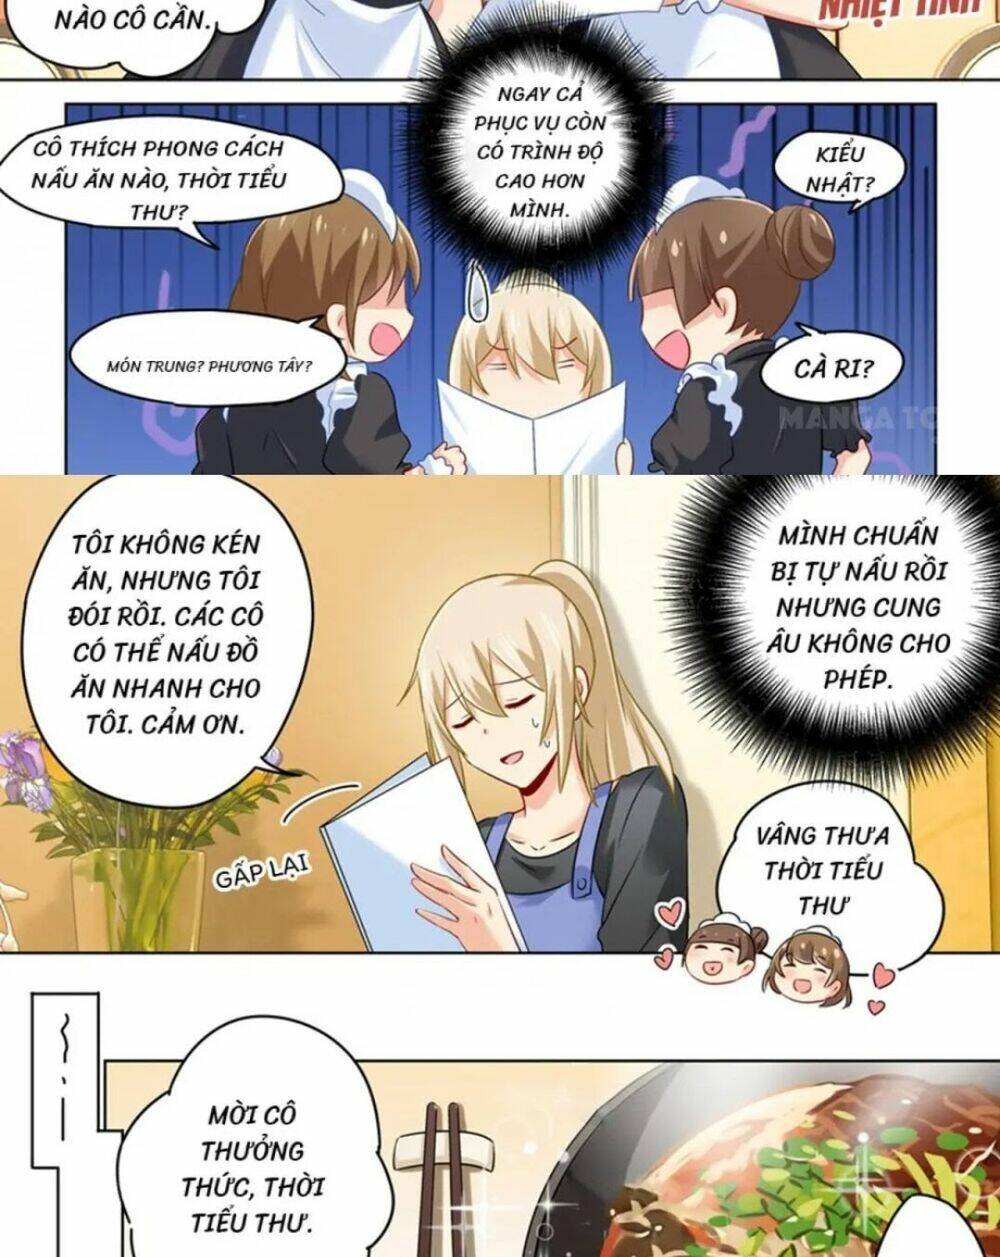 NÀO CÔ CẦN.
NHIỆT TÌNH
NGAY CẢ
PHỤC VỤ CÒN
CÓ TRÌNH ĐỘ
CAO HƠN
MÌNH.
CÔ THÍCH PHONG CÁCH
NẤU ĂN NÀO, THỜI TIỂU
THƯ?
KIỂU
NHẬT?
MÓN TRUNG? PHƯƠNG TÂY?
CÀ RI?
MANGA TO
TÔI KHÔNG KÉN
ĂN, NHƯNG TÔI
ĐÓI RỒI. CÁC CÔ
CÓ THỂ NẤU ĐỒ
ĂN NHANH CHO
TÔI. CẢM ƠN.
MÌNH CHUẨN
BỊ TỰ NẤU RỒI
NHƯNG CUNG
ÂU KHÔNG CHO
PHÉP.
GẤP LẠI
VÂNG THƯA
THỜI TIỂU
THƯ
MỜI CÔ
THƯỞNG
THỨC, THỜI
TIỂU THƯ.